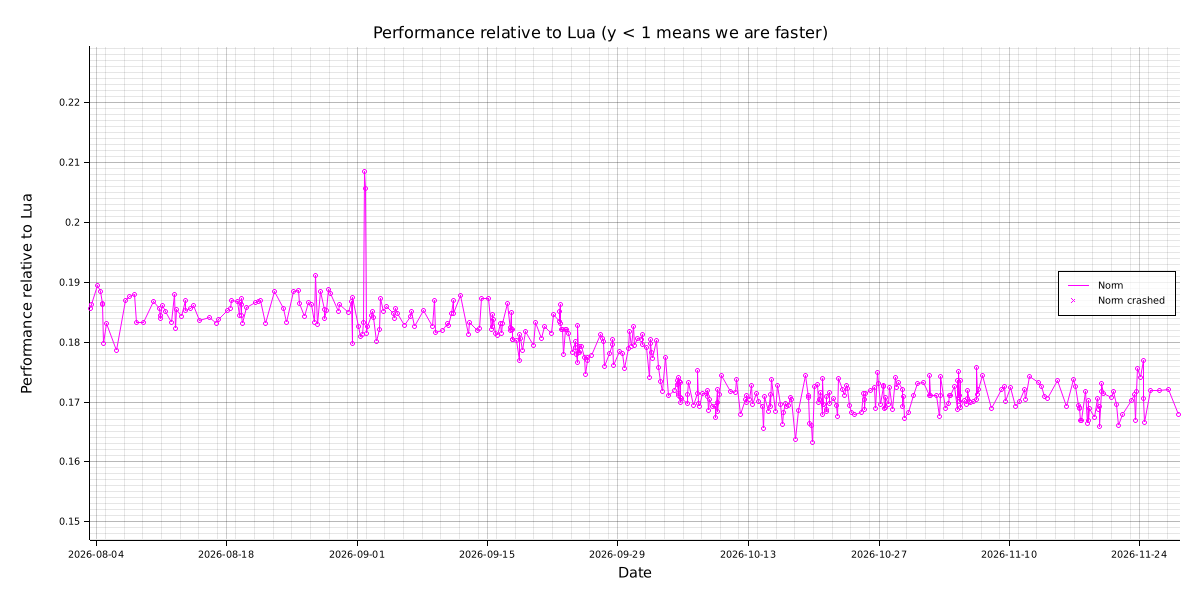 Performance relative to Lua (y < 1 means we are faster)
Performance relative to Lua
0.22
0.21
0.2
0.19
0.18
0.17
0.16
0.15
Norm
Norm crashed
2026-08-04 2026-08-18 2026-09-01 2026-09-15 2026-09-29 2026-10-13 2026-10-27 2026-11-10 2026-11-24
Date